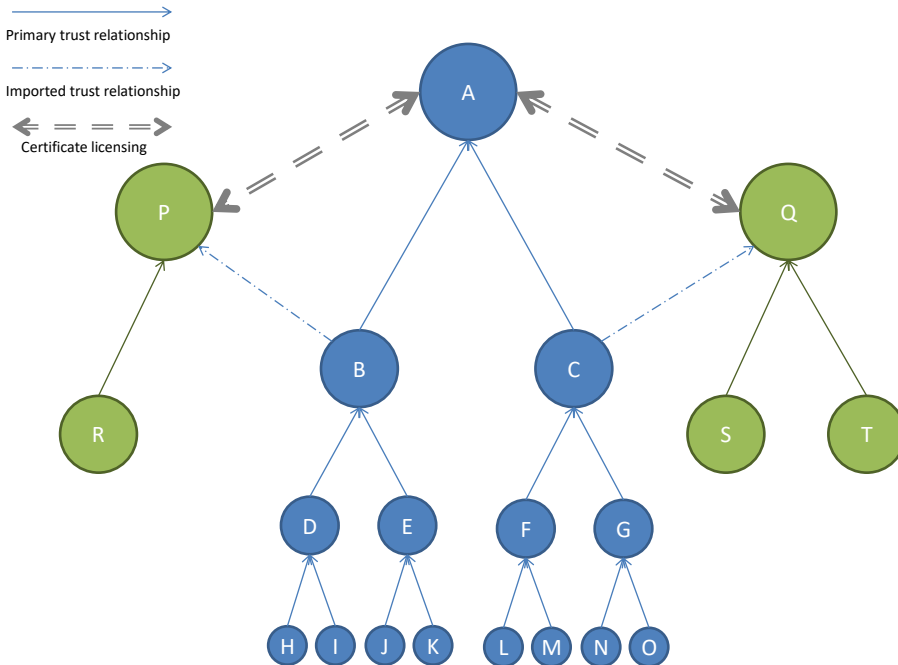 Primary trust relationship
Imported trust relationship
Certificate licensing
A
P
Q
B
C
R
S
T
D
E
F
G
H
I
J
K
L
M
N
O